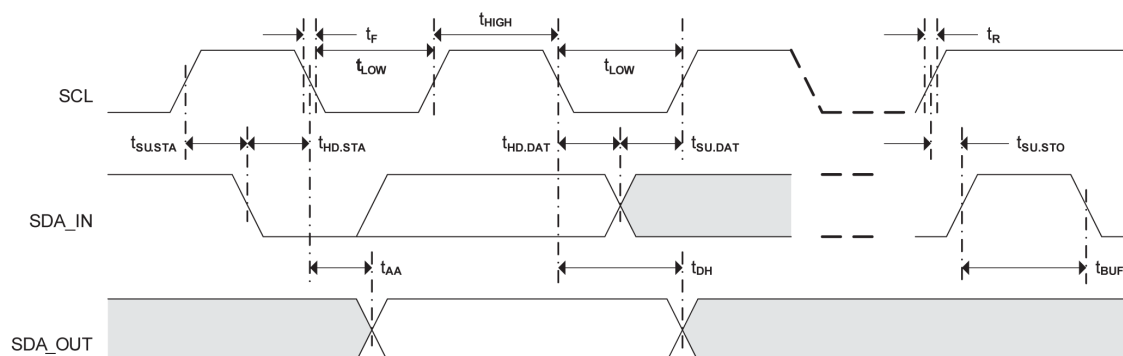 tHIGH
tF
tR
tLOW
tLOW
SCL
tSU.STA
tHD.STA
tHD.DAT
tSU.DAT
tSU.STO
SDA_IN
tAA
tDH
tBUF
SDA_OUT